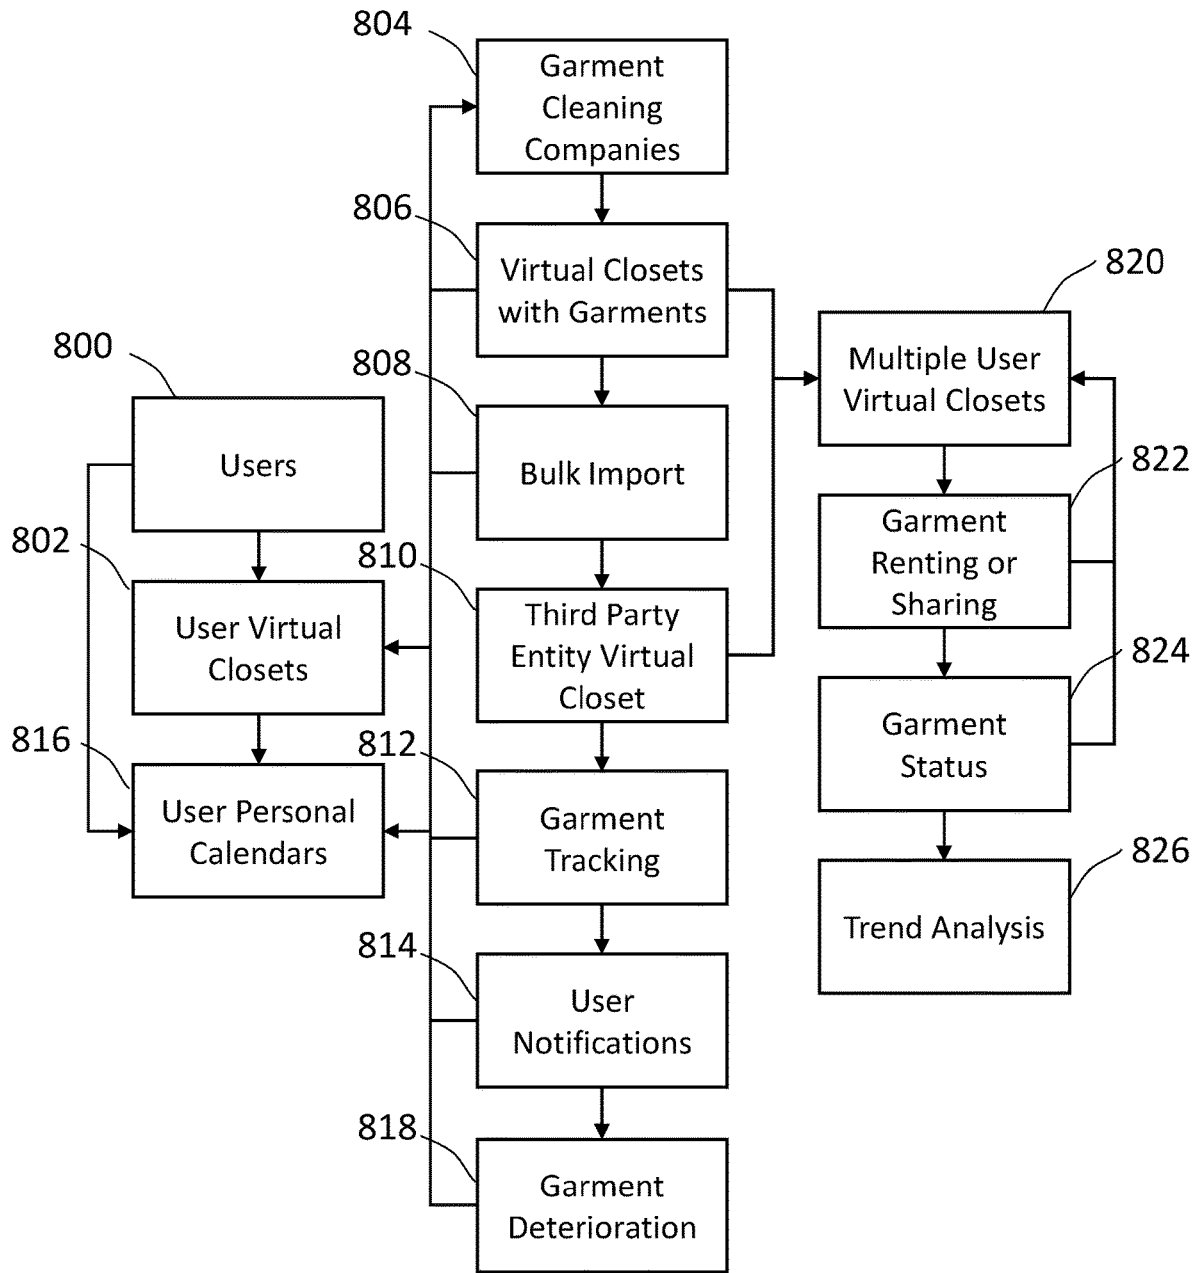 804
Garment
Cleaning
Companies
806
Virtual Closets
with Garments
808
Bulk Import
810
Third Party
Entity Virtual
Closet
812
Garment
Tracking
814
User
Notifications
818
Garment
Deterioration
800
Users
802
User Virtual
Closets
816
User Personal
Calendars
820
Multiple User
Virtual Closets
822
Garment
Renting or
Sharing
824
Garment
Status
826
Trend Analysis